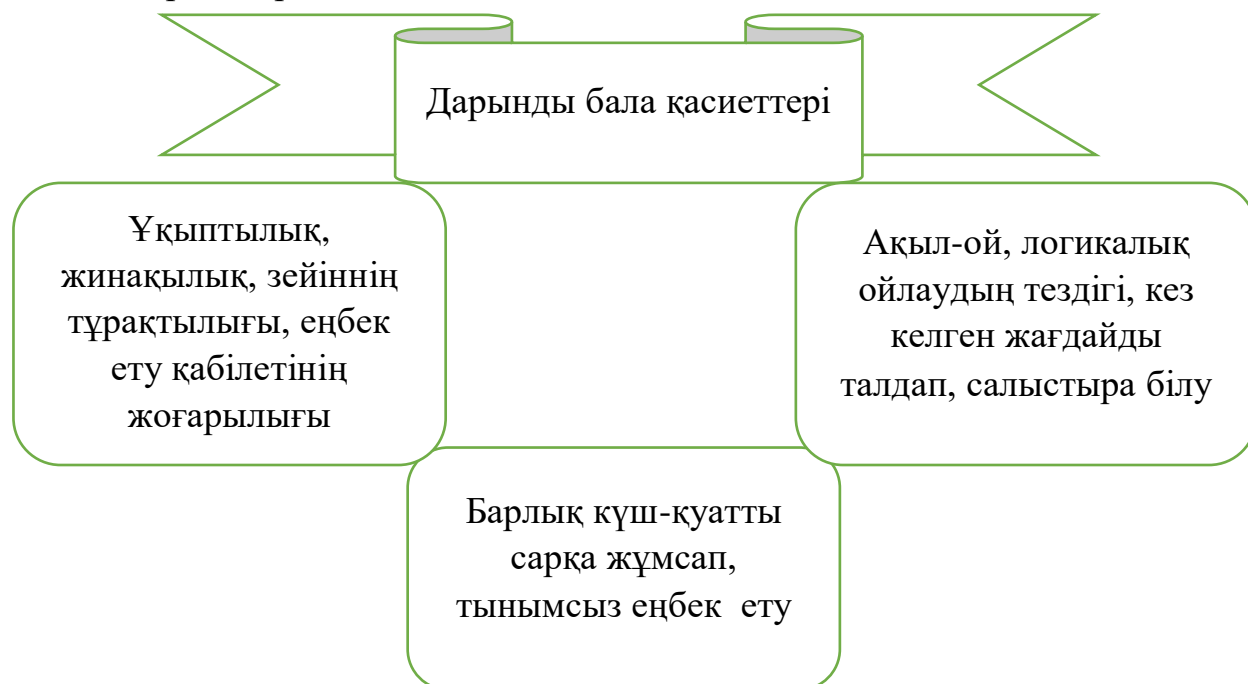 Дарынды бала қасиеттері
Ұқыптылық,
жинақылық, зейіннің
тұрақтылығы, еңбек
ету қабілетінің
жоғарылығы
Ақыл-ой, логикалық
ойлаудың тездігі, кез
келген жағдайды
талдап, салыстыра білу
Барлық күш-қуатты
сарқа жұмсап,
тынымсыз еңбек  ету